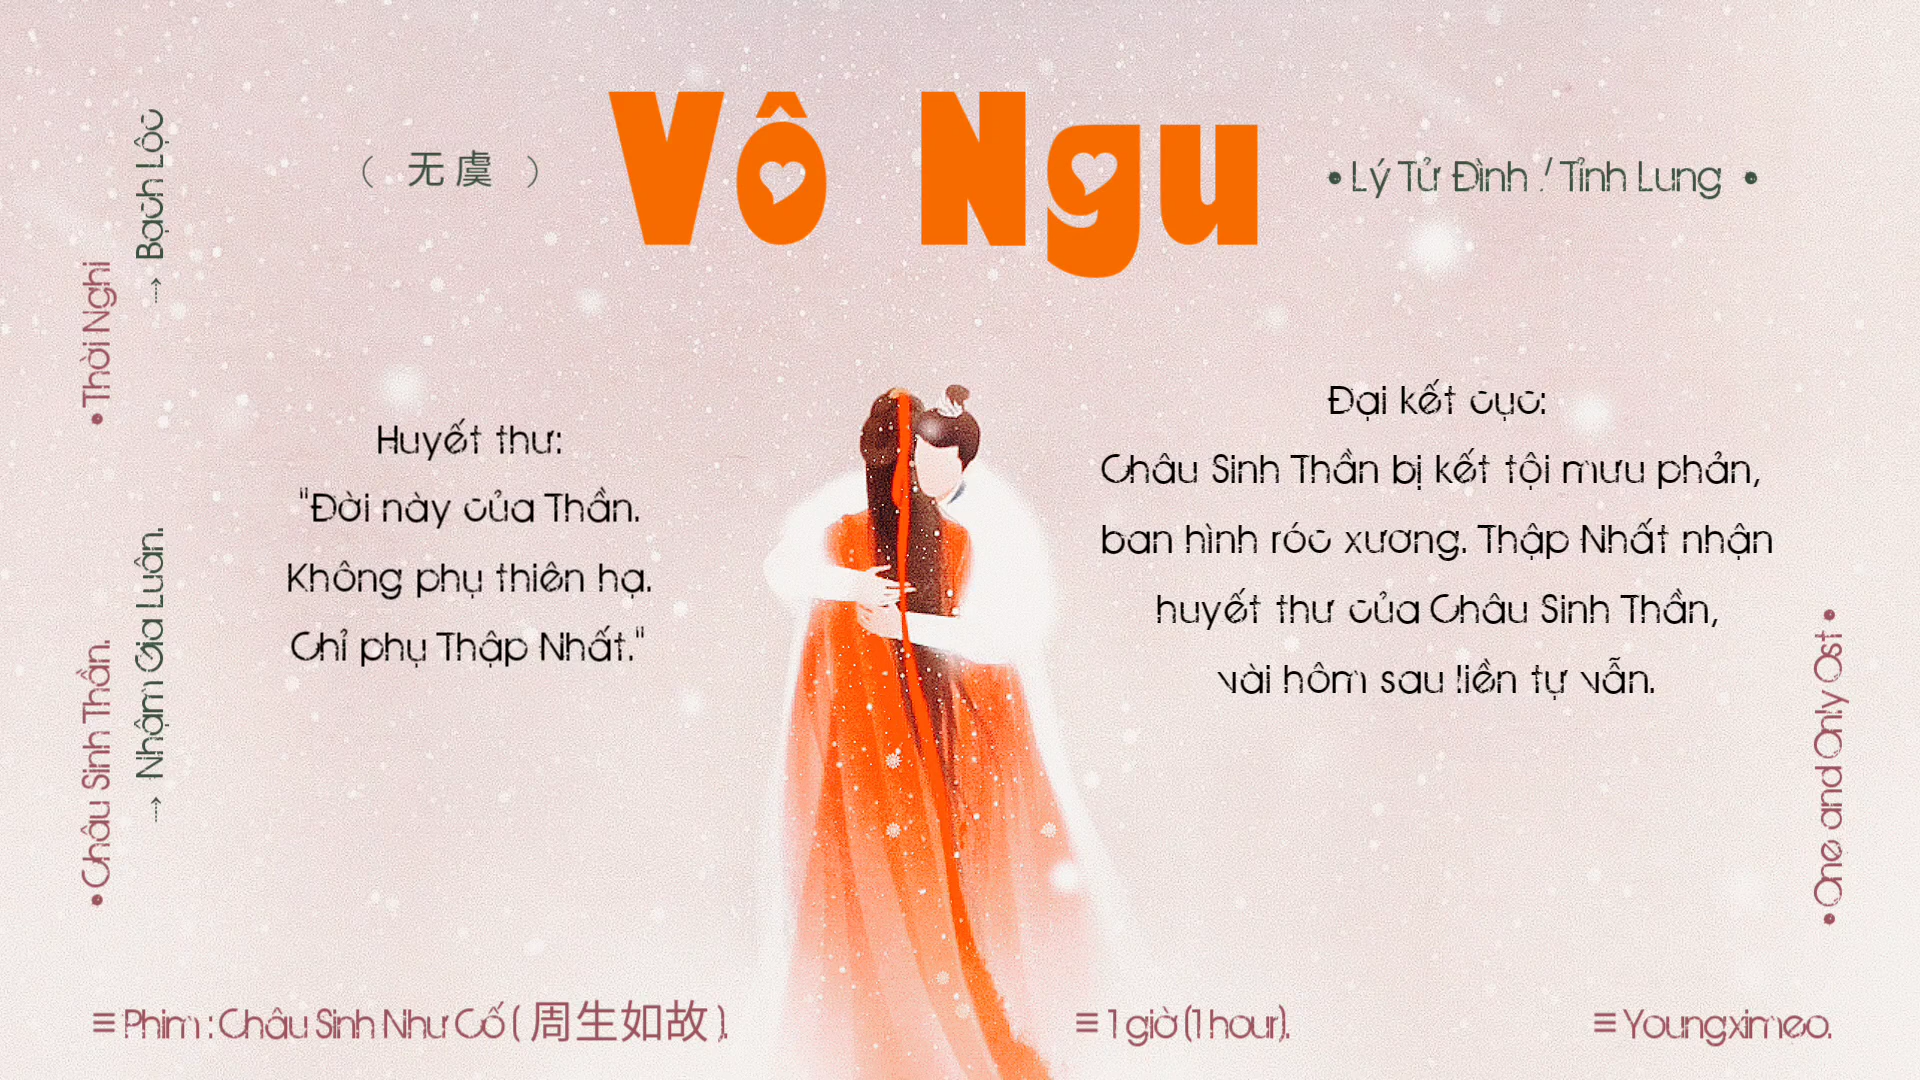 Vô Ngu
( 无虞 )
• Lý Tử Đình / Tỉnh Lung •
• Thời Nghi
→ Bạch Lộc
• Châu Sinh Thần.
→ Nhậm Gia Luân.
Huyết thư:
"Đời này của Thần.
Không phụ thiên hạ.
Chỉ phụ Thập Nhất."
Đại kết cục:
Châu Sinh Thần bị kết tội mưu phản,
ban hình róc xương. Thập Nhất nhận
huyết thư của Châu Sinh Thần,
vài hôm sau liền tự vẫn.
• One and Only Ost •
≡ Phim : Châu Sinh Như Cố ( 周生如故 ).
≡ 1 giờ (1 hour).
≡ Youngximeo.